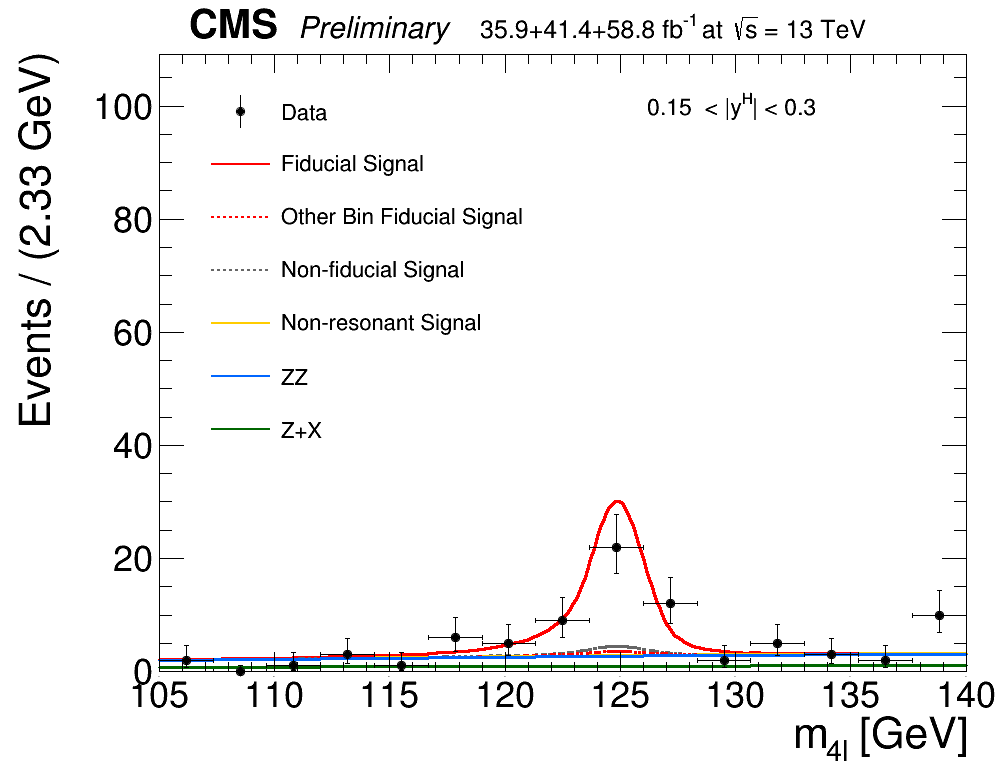 CMS Preliminary 35.9+41.4+58.8 fb⁻¹ at √s = 13 TeV
Events / (2.33 GeV)
0.15 < |yᴴ| < 0.3
Data
Fiducial Signal
Other Bin Fiducial Signal
Non-fiducial Signal
Non-resonant Signal
ZZ
Z+X
100
80
60
40
20
0
105 110 115 120 125 130 135 140
m4l [GeV]